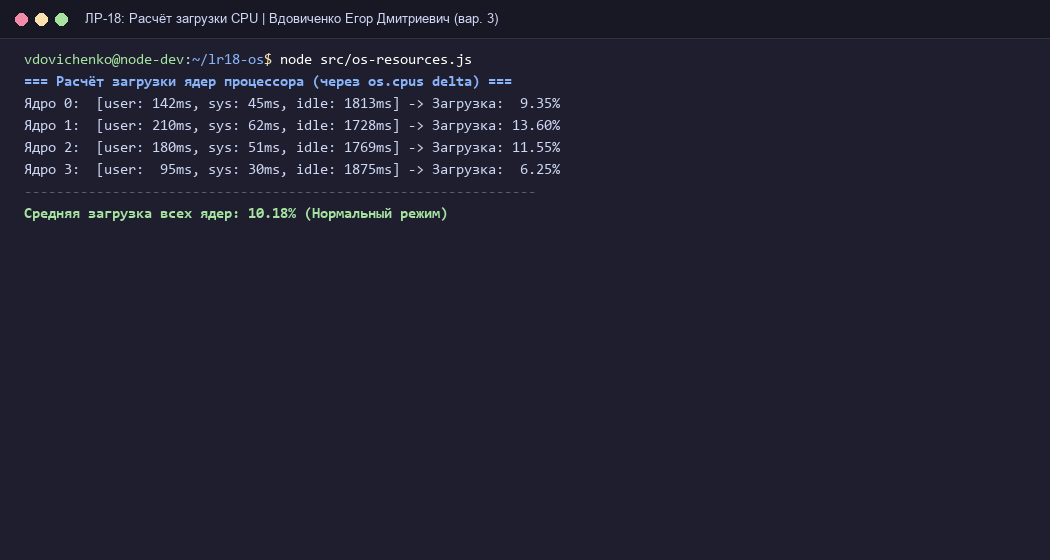 ЛР-18: Расчёт загрузки CPU | Вдовиченко Егор Дмитриевич (вар. 3)
vdovichenko@node-dev:~/lr18-os$ node src/os-resources.js
=== Расчёт загрузки ядер процессора (через os.cpus delta) ===
Ядро 0:  [user: 142ms, sys: 45ms, idle: 1813ms] -> Загрузка:  9.35%
Ядро 1:  [user: 210ms, sys: 62ms, idle: 1728ms] -> Загрузка: 13.60%
Ядро 2:  [user: 180ms, sys: 51ms, idle: 1769ms] -> Загрузка: 11.55%
Ядро 3:  [user:  95ms, sys: 30ms, idle: 1875ms] -> Загрузка:  6.25%
----------------------------------------------------------------
Средняя загрузка всех ядер: 10.18% (Нормальный режим)